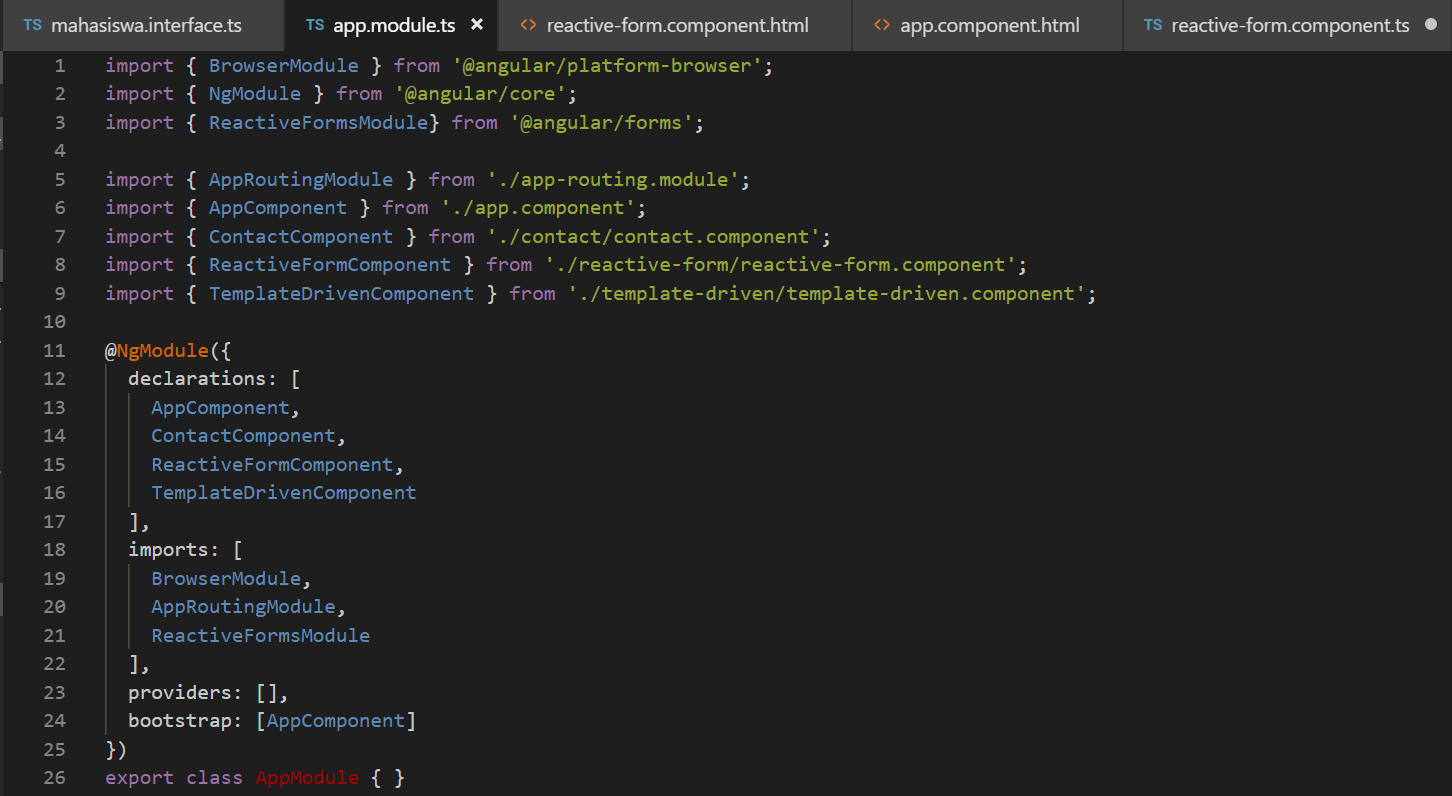 TS mahasiswa.interface.ts TS app.module.ts × <> reactive-form.component.html <> app.component.html TS reactive-form.component.ts ●
1 import { BrowserModule } from '@angular/platform-browser';
2 import { NgModule } from '@angular/core';
3 import { ReactiveFormsModule} from '@angular/forms';
4
5 import { AppRoutingModule } from './app-routing.module';
6 import { AppComponent } from './app.component';
7 import { ContactComponent } from './contact/contact.component';
8 import { ReactiveFormComponent } from './reactive-form/reactive-form.component';
9 import { TemplateDrivenComponent } from './template-driven/template-driven.component';
10
11 @NgModule({
12   declarations: [
13     AppComponent,
14     ContactComponent,
15     ReactiveFormComponent,
16     TemplateDrivenComponent
17   ],
18   imports: [
19     BrowserModule,
20     AppRoutingModule,
21     ReactiveFormsModule
22   ],
23   providers: [],
24   bootstrap: [AppComponent]
25 })
26 export class AppModule { }